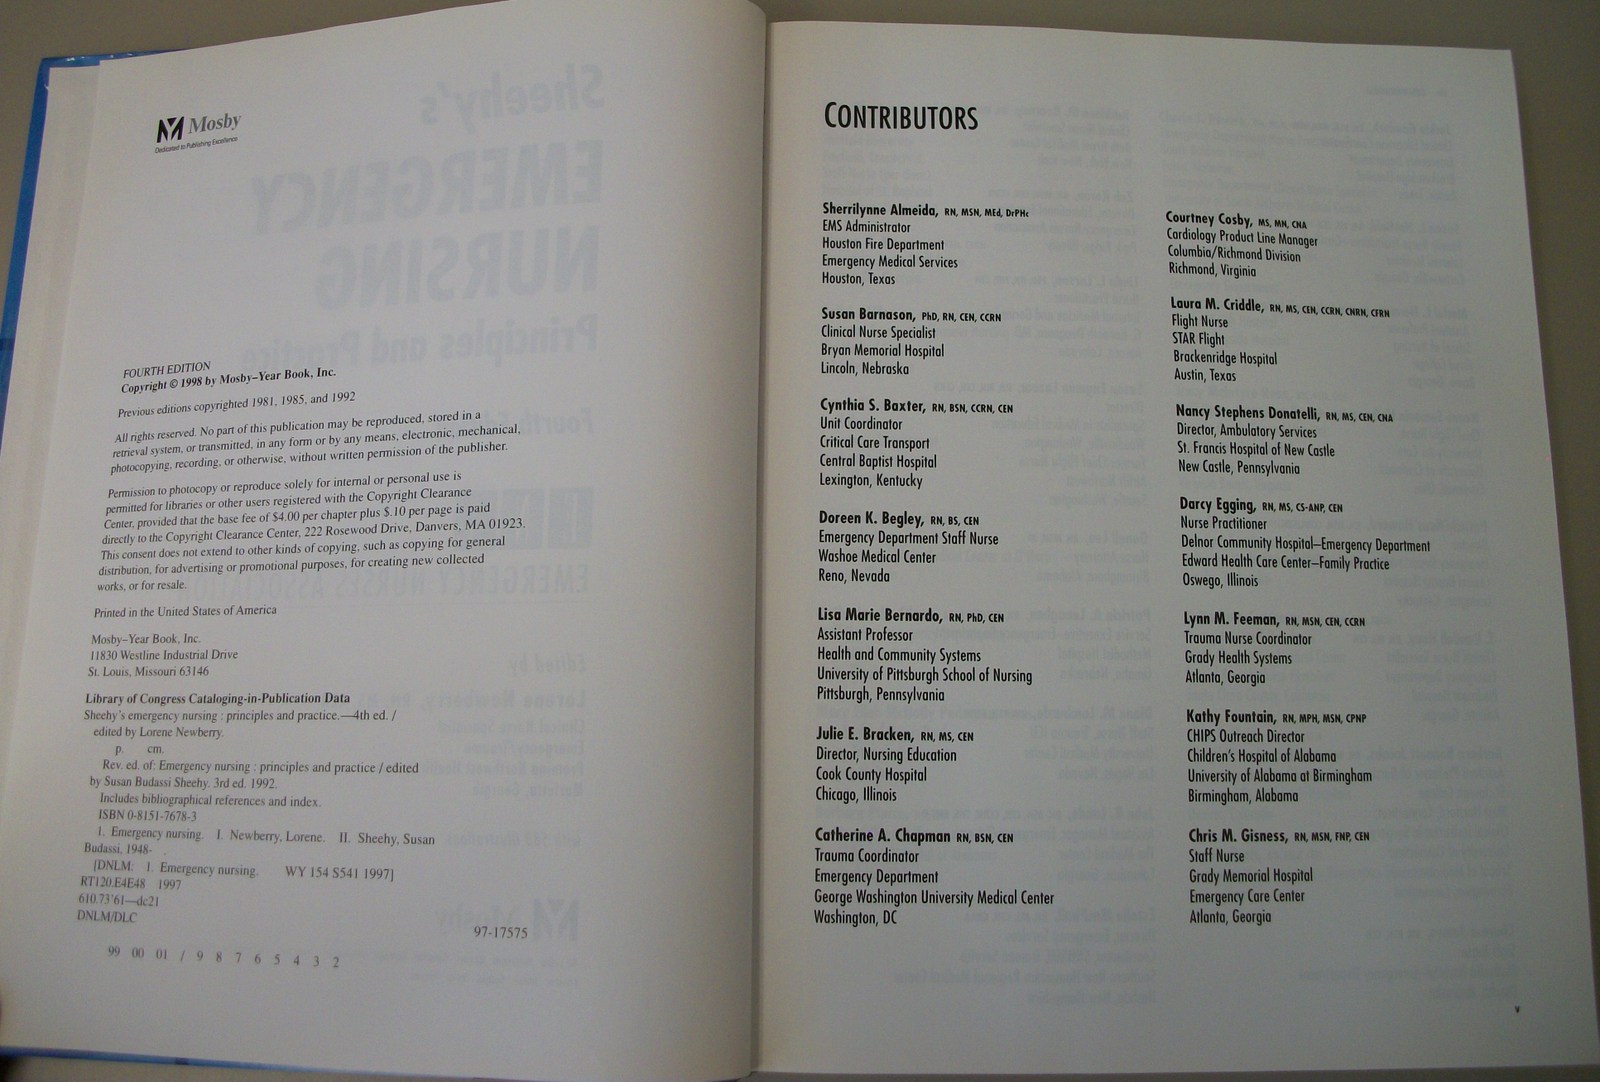 Mosby
Dedicated to Publishing Excellence
FOURTH EDITION
Copyright © 1998 by Mosby–Year Book, Inc.
Previous editions copyrighted 1981, 1985, and 1992
All rights reserved. No part of this publication may be reproduced, stored in a
retrieval system, or transmitted, in any form or by any means, electronic, mechanical,
photocopying, recording, or otherwise, without written permission of the publisher.
Permission to photocopy or reproduce solely for internal or personal use is
permitted for libraries or other users registered with the Copyright Clearance
Center, provided that the base fee of $4.00 per chapter plus $.10 per page is paid
directly to the Copyright Clearance Center, 222 Rosewood Drive, Danvers, MA 01923.
This consent does not extend to other kinds of copying, such as copying for general
distribution, for advertising or promotional purposes, for creating new collected
works, or for resale.
Printed in the United States of America
Mosby–Year Book, Inc.
11830 Westline Industrial Drive
St. Louis, Missouri 63146
Library of Congress Cataloging-in-Publication Data
Sheehy's emergency nursing : principles and practice.—4th ed. /
edited by Lorene Newberry.
p. cm.
Rev. ed. of: Emergency nursing : principles and practice / edited
by Susan Budassi Sheehy. 3rd ed. 1992.
Includes bibliographical references and index.
ISBN 0-8151-7678-3
1. Emergency nursing. I. Newberry, Lorene. II. Sheehy, Susan
Budassi, 1948-
[DNLM: 1. Emergency nursing. WY 154 S541 1997]
RT120.E4E48 1997
610.73'61—dc21
DNLM/DLC
97-17575
99 00 01 / 9 8 7 6 5 4 3 2
CONTRIBUTORS
Sherrilynne Almeida, RN, MSN, MEd, DrPHc
EMS Administrator
Houston Fire Department
Emergency Medical Services
Houston, Texas
Susan Barnason, PhD, RN, CEN, CCRN
Clinical Nurse Specialist
Bryan Memorial Hospital
Lincoln, Nebraska
Cynthia S. Baxter, RN, BSN, CCRN, CEN
Unit Coordinator
Critical Care Transport
Central Baptist Hospital
Lexington, Kentucky
Doreen K. Begley, RN, BS, CEN
Emergency Department Staff Nurse
Washoe Medical Center
Reno, Nevada
Lisa Marie Bernardo, RN, PhD, CEN
Assistant Professor
Health and Community Systems
University of Pittsburgh School of Nursing
Pittsburgh, Pennsylvania
Julie E. Bracken, RN, MS, CEN
Director, Nursing Education
Cook County Hospital
Chicago, Illinois
Catherine A. Chapman RN, BSN, CEN
Trauma Coordinator
Emergency Department
George Washington University Medical Center
Washington, DC
Courtney Cosby, MS, MN, CNA
Cardiology Product Line Manager
Columbia/Richmond Division
Richmond, Virginia
Laura M. Criddle, RN, MS, CEN, CCRN, CNRN, CFRN
Flight Nurse
STAR Flight
Brackenridge Hospital
Austin, Texas
Nancy Stephens Donatelli, RN, MS, CEN, CNA
Director, Ambulatory Services
St. Francis Hospital of New Castle
New Castle, Pennsylvania
Darcy Egging, RN, MS, CS-ANP, CEN
Nurse Practitioner
Delnor Community Hospital–Emergency Department
Edward Health Care Center–Family Practice
Oswego, Illinois
Lynn M. Feeman, RN, MSN, CEN, CCRN
Trauma Nurse Coordinator
Grady Health Systems
Atlanta, Georgia
Kathy Fountain, RN, MPH, MSN, CPNP
CHIPS Outreach Director
Children's Hospital of Alabama
University of Alabama at Birmingham
Birmingham, Alabama
Chris M. Gisness, RN, MSN, FNP, CEN
Staff Nurse
Grady Memorial Hospital
Emergency Care Center
Atlanta, Georgia
v